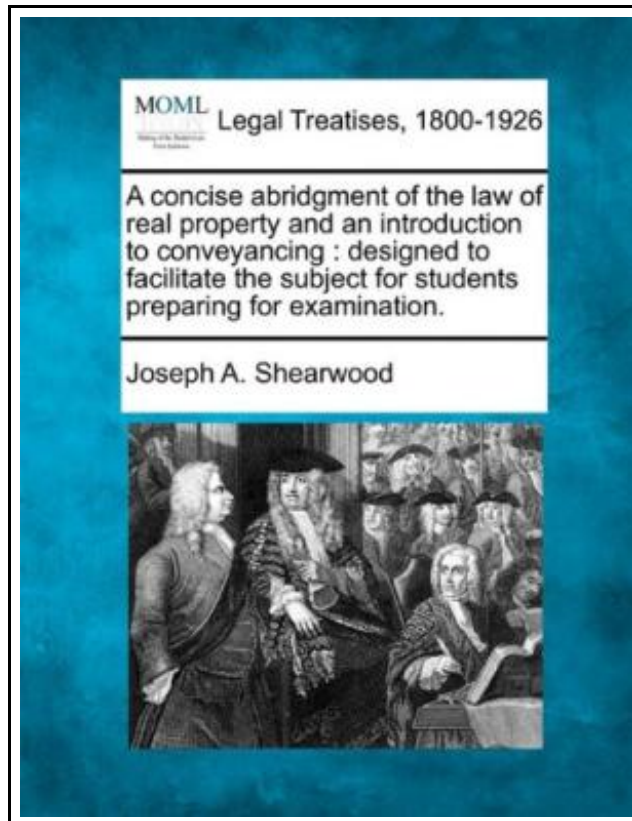 MOML
Legal Treatises, 1800-1926
A concise abridgment of the law of
real property and an introduction
to conveyancing : designed to
facilitate the subject for students
preparing for examination.
Joseph A. Shearwood